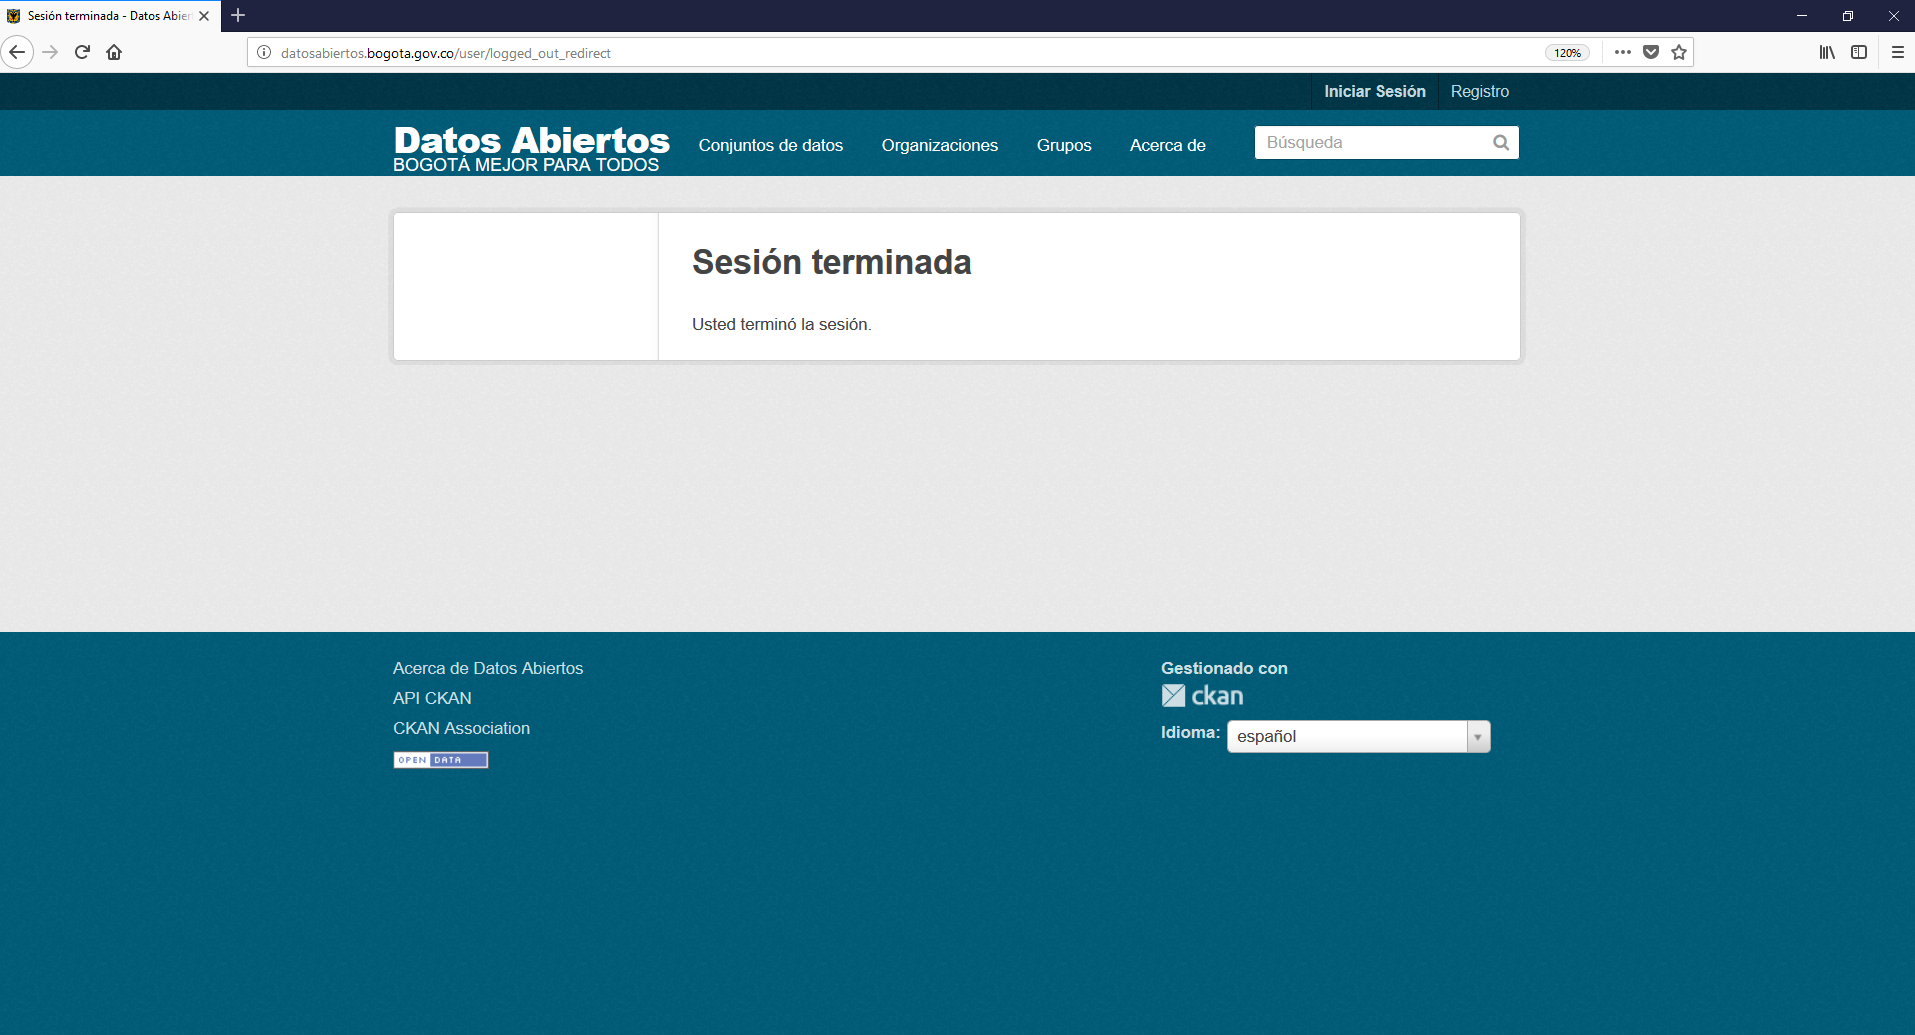 Sesión terminada - Datos Abier
datosabiertos.bogota.gov.co/user/logged_out_redirect
120%
Iniciar Sesión
Registro
Datos Abiertos
BOGOTÁ MEJOR PARA TODOS
Conjuntos de datos
Organizaciones
Grupos
Acerca de
Búsqueda
Sesión terminada
Usted terminó la sesión.
Acerca de Datos Abiertos
API CKAN
CKAN Association
OPEN DATA
Gestionado con
ckan
Idioma:
español